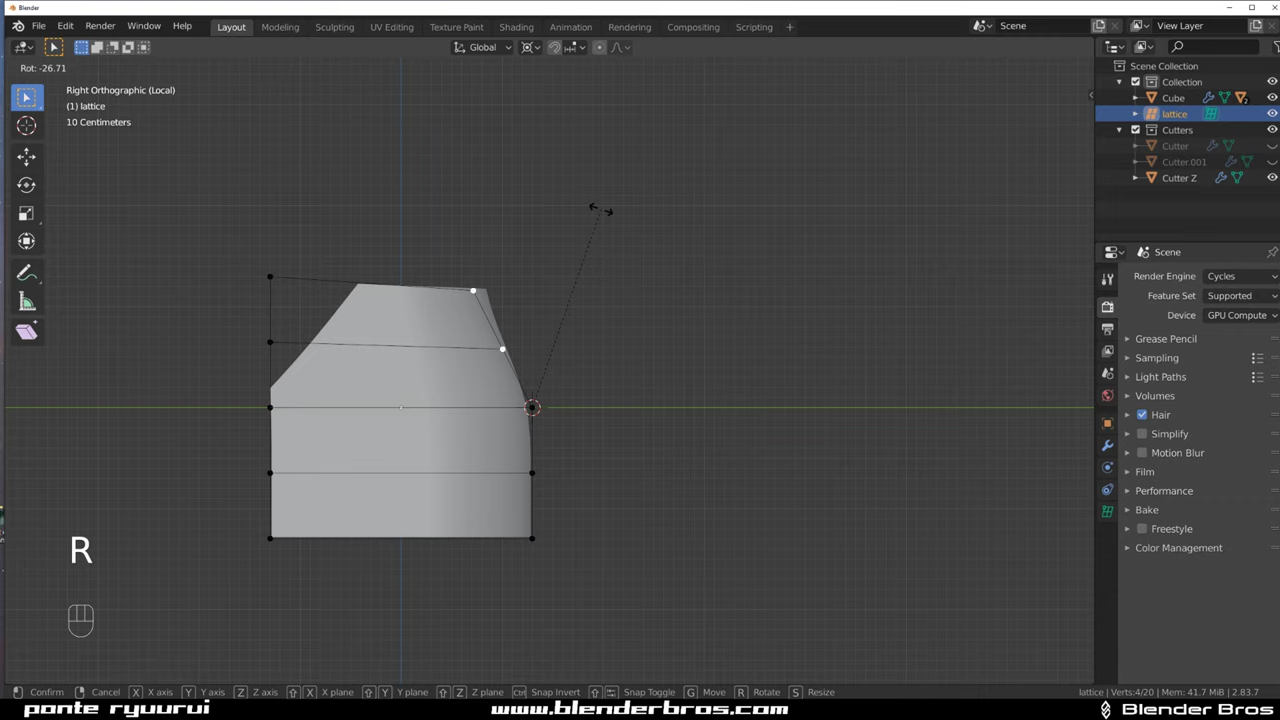 Blender
File Edit Render Window Help
Layout Modeling Sculpting UV Editing Texture Paint Shading Animation Rendering Compositing Scripting
Scene
View Layer
Global
Rot: -26.71
Right Orthographic (Local)
(1) lattice
10 Centimeters
Scene Collection
Collection
Cube
2
lattice
Cutters
Cutter
Cutter.001
Cutter Z
Scene
Render Engine Cycles
Feature Set Supported
Device GPU Compute
Grease Pencil
Sampling
Light Paths
Volumes
Hair
Simplify
Motion Blur
Film
Performance
Bake
Freestyle
Color Management
R
Confirm Cancel X X axis Y Y axis Z Z axis X X plane Y Y plane Z Z plane Ctrl Snap Invert Snap Toggle G Move R Rotate S Resize
lattice | Verts:4/20 | Mem: 41.7 MiB | 2.83.7
ponte ryuurui
www.blenderbros.com
Blender Bros